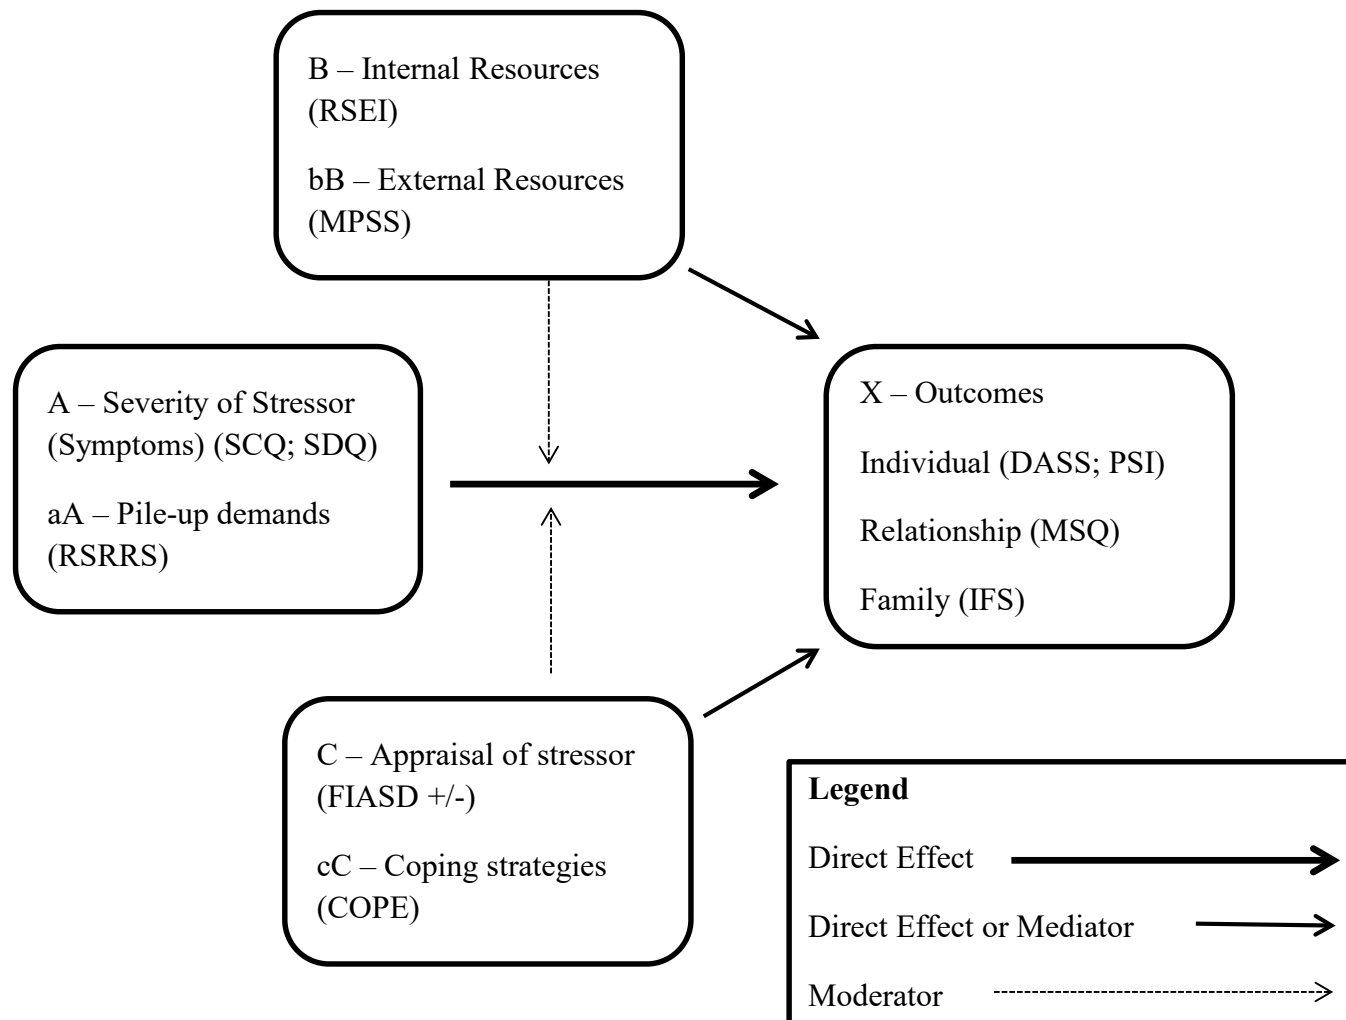 B – Internal Resources
(RSEI)
bB – External Resources
(MPSS)
A – Severity of Stressor
(Symptoms) (SCQ; SDQ)
aA – Pile-up demands
(RSRRS)
X – Outcomes
Individual (DASS; PSI)
Relationship (MSQ)
Family (IFS)
C – Appraisal of stressor
(FIASD +/-)
cC – Coping strategies
(COPE)
Legend
Direct Effect
Direct Effect or Mediator
Moderator